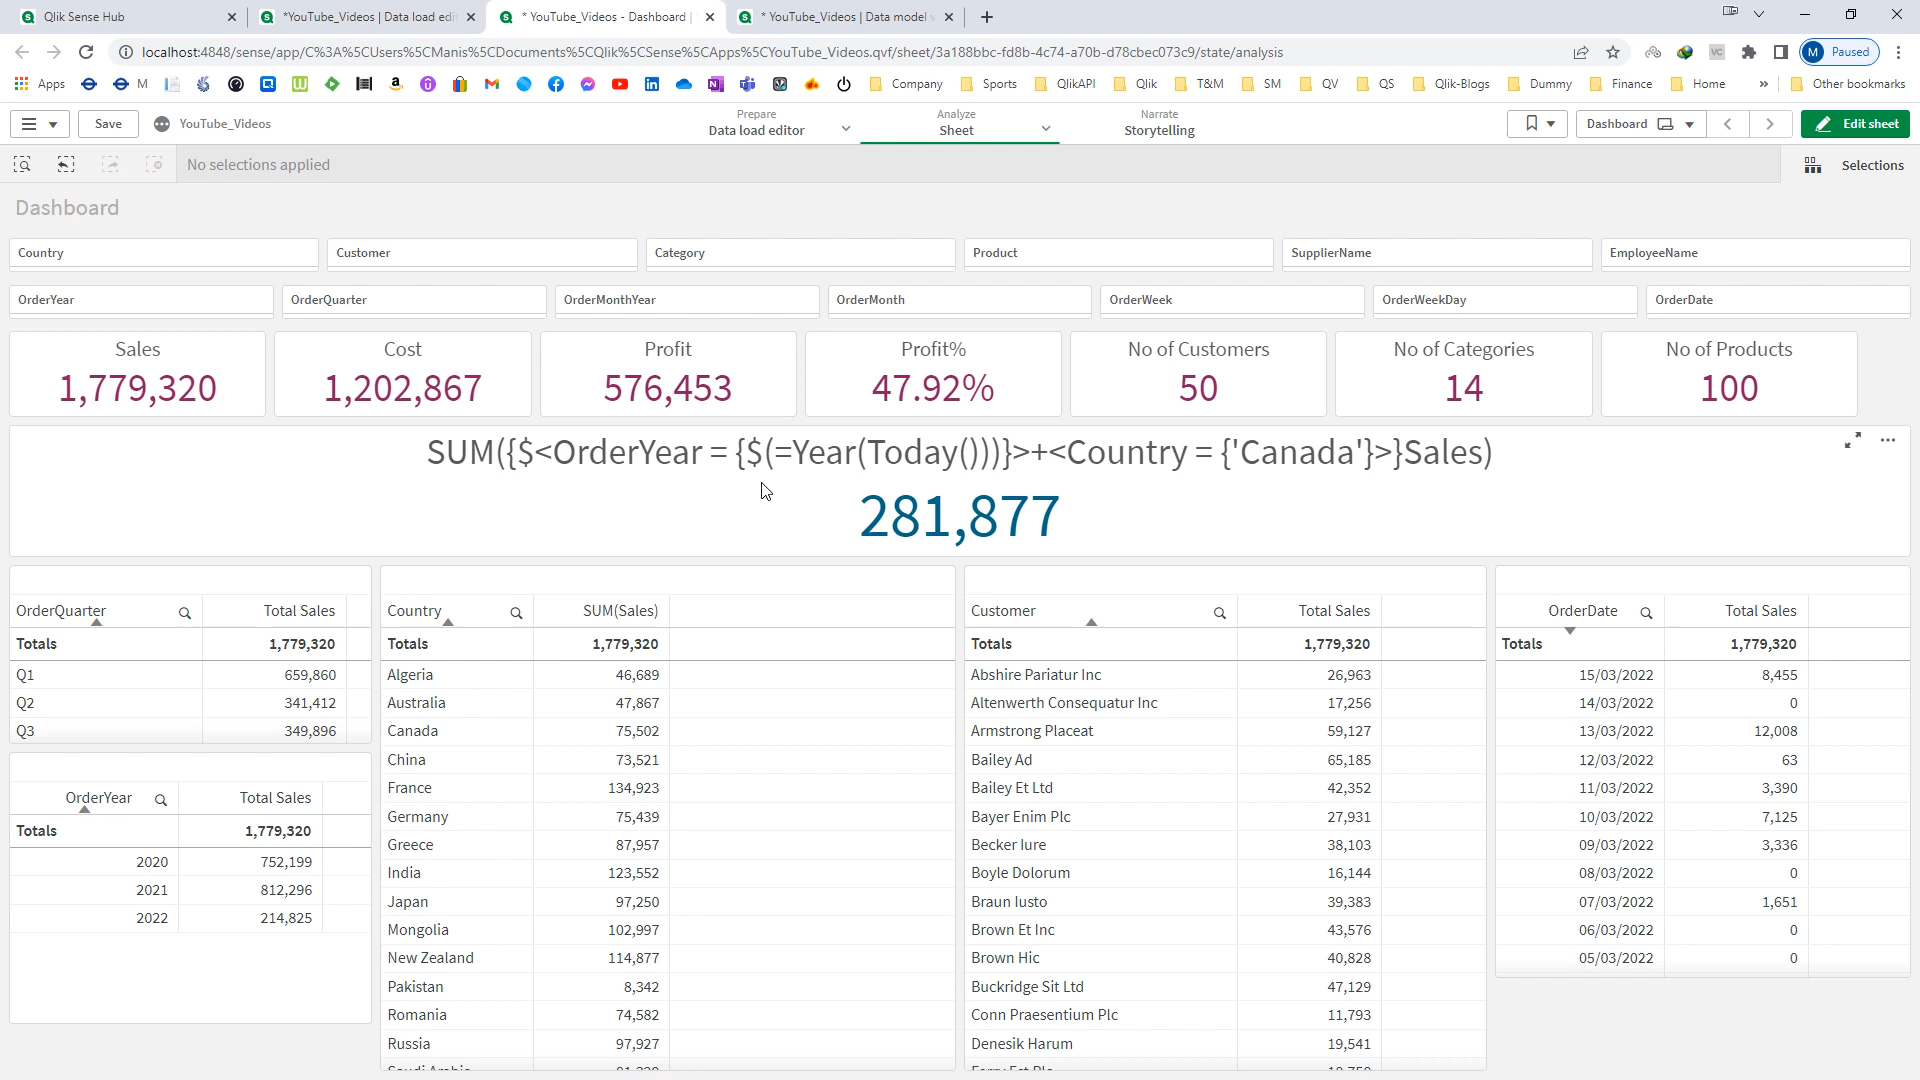 Qlik Sense Hub
*YouTube_Videos | Data load edi
* YouTube_Videos - Dashboard |
* YouTube_Videos | Data model v
localhost:4848/sense/app/C%3A%5CUsers%5CManis%5CDocuments%5CQlik%5CSense%5CApps%5CYouTube_Videos.qvf/sheet/3a188bbc-fd8b-4c74-a70b-d78cbec073c9/state/analysis
M Paused
Apps M Company Sports QlikAPI Qlik T&M SM QV QS Qlik-Blogs Dummy Finance Home » Other bookmarks
Save YouTube_Videos
Prepare
Data load editor
Analyze
Sheet
Narrate
Storytelling
Dashboard
Edit sheet
No selections applied
Selections
Dashboard
Country Customer Category Product SupplierName EmployeeName
OrderYear OrderQuarter OrderMonthYear OrderMonth OrderWeek OrderWeekDay OrderDate
Sales Cost Profit Profit% No of Customers No of Categories No of Products
1,779,320 1,202,867 576,453 47.92% 50 14 100
SUM({$<OrderYear = {$(=Year(Today()))}>+<Country = {'Canada'}>}Sales)
281,877
OrderQuarter Total Sales
Totals 1,779,320
Q1 659,860
Q2 341,412
Q3 349,896
OrderYear Total Sales
Totals 1,779,320
2020 752,199
2021 812,296
2022 214,825
Country SUM(Sales)
Totals 1,779,320
Algeria 46,689
Australia 47,867
Canada 75,502
China 73,521
France 134,923
Germany 75,439
Greece 87,957
India 123,552
Japan 97,250
Mongolia 102,997
New Zealand 114,877
Pakistan 8,342
Romania 74,582
Russia 97,927
Customer Total Sales
Totals 1,779,320
Abshire Pariatur Inc 26,963
Altenwerth Consequatur Inc 17,256
Armstrong Placeat 59,127
Bailey Ad 65,185
Bailey Et Ltd 42,352
Bayer Enim Plc 27,931
Becker Iure 38,103
Boyle Dolorum 16,144
Braun Iusto 39,383
Brown Et Inc 43,576
Brown Hic 40,828
Buckridge Sit Ltd 47,129
Conn Praesentium Plc 11,793
Denesik Harum 19,541
OrderDate Total Sales
Totals 1,779,320
15/03/2022 8,455
14/03/2022 0
13/03/2022 12,008
12/03/2022 63
11/03/2022 3,390
10/03/2022 7,125
09/03/2022 3,336
08/03/2022 0
07/03/2022 1,651
06/03/2022 0
05/03/2022 0